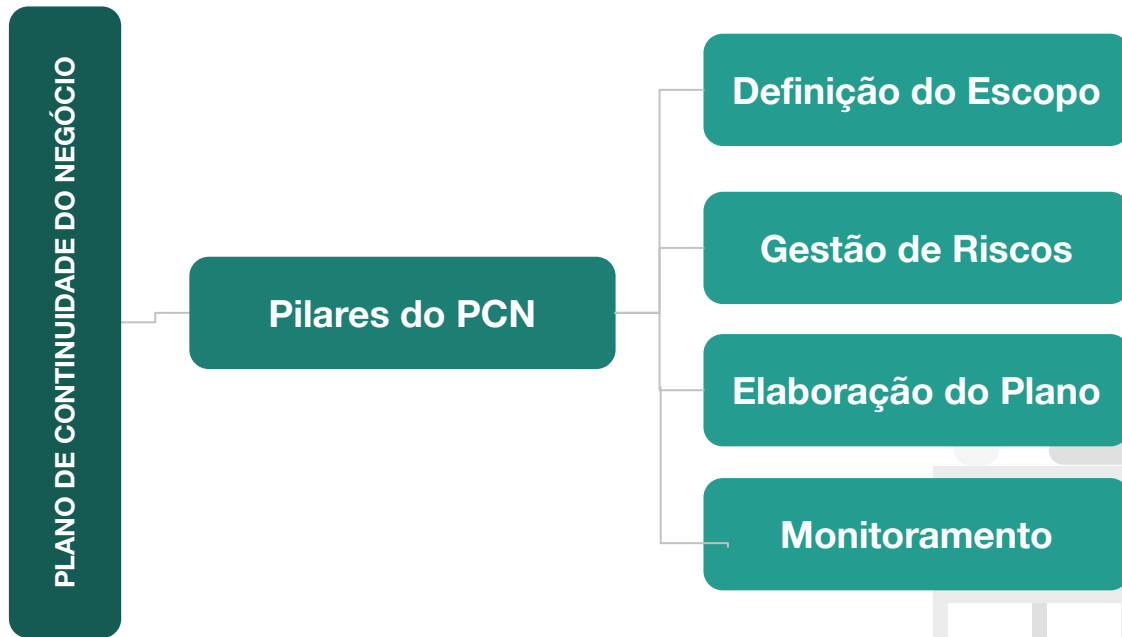 PLANO DE CONTINUIDADE DO NEGÓCIO
Pilares do PCN
Definição do Escopo
Gestão de Riscos
Elaboração do Plano
Monitoramento